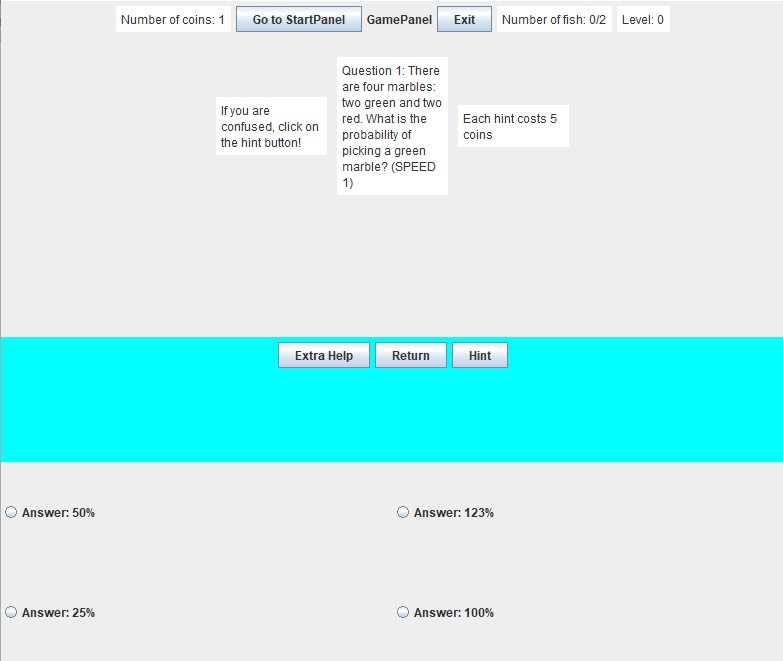 Number of coins: 1
Go to StartPanel
GamePanel
Exit
Number of fish: 0/2
Level: 0
If you are
confused, click on
the hint button!
Question 1: There
are four marbles:
two green and two
red. What is the
probability of
picking a green
marble? (SPEED
1)
Each hint costs 5
coins
Extra Help
Return
Hint
Answer: 50%
Answer: 123%
Answer: 25%
Answer: 100%